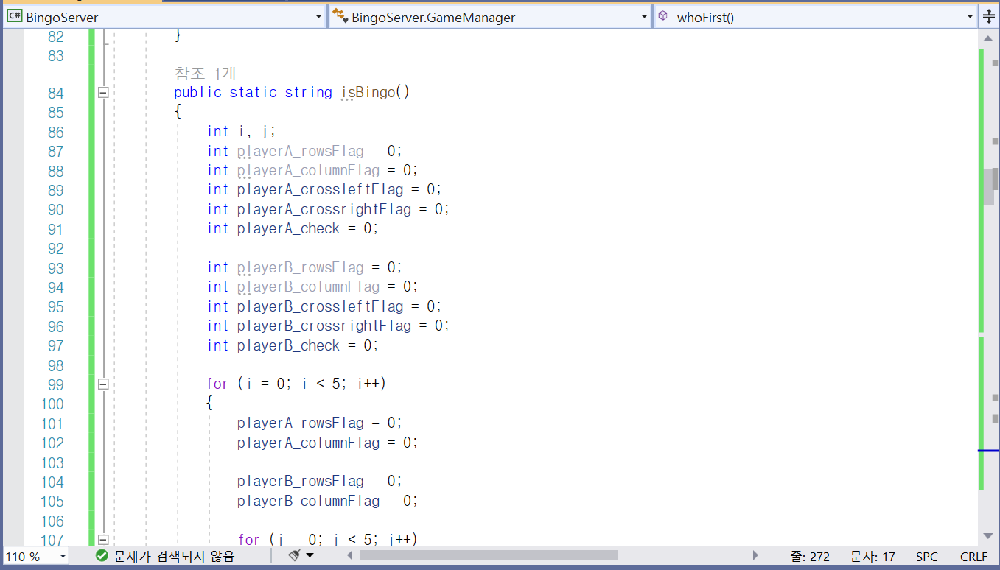 C# BingoServer BingoServer.GameManager whoFirst()
82 }
83
참조 1개
84 public static string isBingo()
85 {
86 int i, j;
87 int playerA_rowsFlag = 0;
88 int playerA_columnFlag = 0;
89 int playerA_crossleftFlag = 0;
90 int playerA_crossrightFlag = 0;
91 int playerA_check = 0;
92
93 int playerB_rowsFlag = 0;
94 int playerB_columnFlag = 0;
95 int playerB_crossleftFlag = 0;
96 int playerB_crossrightFlag = 0;
97 int playerB_check = 0;
98
99 for (i = 0; i < 5; i++)
100 {
101 playerA_rowsFlag = 0;
102 playerA_columnFlag = 0;
103
104 playerB_rowsFlag = 0;
105 playerB_columnFlag = 0;
106
107 for (j = 0; j < 5; j++)
110 % 문제가 검색되지 않음 줄: 272 문자: 17 SPC CRLF